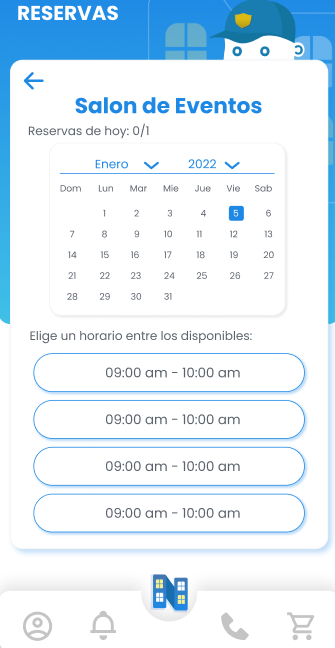 RESERVAS
Salon de Eventos
Reservas de hoy: 0/1
Enero 2022
Dom Lun Mar Mie Jue Vie Sab
1 2 3 4 5 6
7 8 9 10 11 12 13
14 15 16 17 18 19 20
21 22 23 24 25 26 27
28 29 30 31
Elige un horario entre los disponibles:
09:00 am - 10:00 am
09:00 am - 10:00 am
09:00 am - 10:00 am
09:00 am - 10:00 am
N